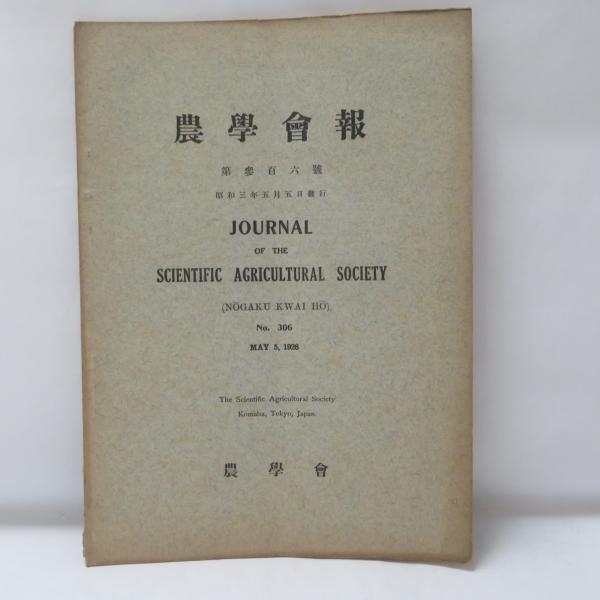 農學會報
第參百六號
昭和三年五月五日發行
JOURNAL
OF THE
SCIENTIFIC AGRICULTURAL SOCIETY
(NŌGAKU KWAI HŌ)
No. 306
MAY 5, 1928
The Scientific Agricultural Society
Komaba, Tokyo, Japan.
農學會